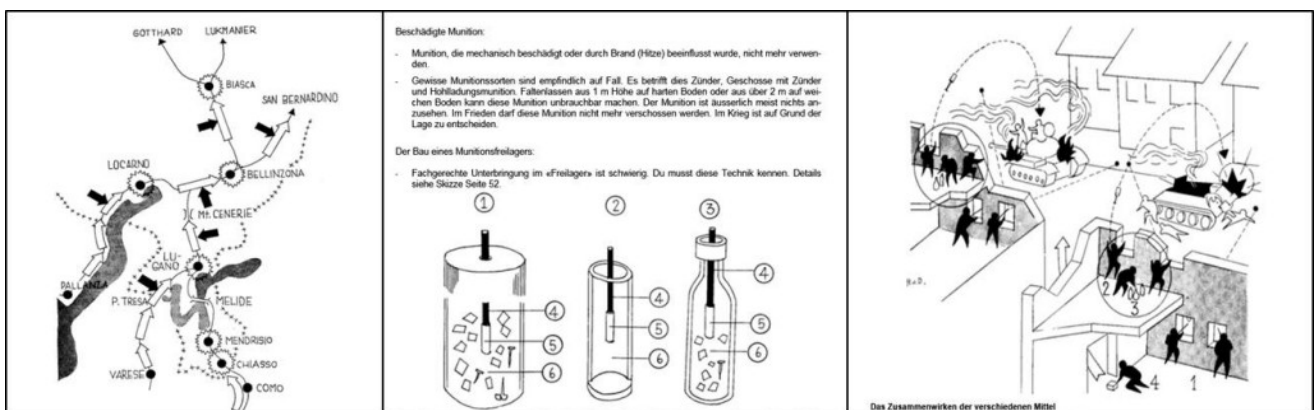 GOTTHARD
LUKMANIER
BIASCA
SAN BERNARDINO
LOCARNO
BELLINZONA
Mt. CENERIE
LU-
GANO
PALLANZA
P. TRESA
MELIDE
MENDRISIO
CHIASSO
VARESE
COMO
Beschädigte Munition:
- Munition, die mechanisch beschädigt oder durch Brand (Hitze) beeinflusst wurde, nicht mehr verwen-
den.
- Gewisse Munitionssorten sind empfindlich auf Fall. Es betrifft dies Zünder, Geschosse mit Zünder
und Hohlladungsmunition. Faltenlassen aus 1 m Höhe auf harten Boden oder aus über 2 m auf wei-
chen Boden kann diese Munition unbrauchbar machen. Der Munition ist äusserlich meist nichts an-
zusehen. Im Frieden darf diese Munition nicht mehr verschossen werden. Im Krieg ist auf Grund der
Lage zu entscheiden.
Der Bau eines Munitionsfreilagers:
- Fachgerechte Unterbringung im «Freilager» ist schwierig. Du musst diese Technik kennen. Details
siehe Skizze Seite 52.
1 2 3
4 4 4
5 5 5
6 6 6
2
3
4 1
Das Zusammenwirken der verschiedenen Mittel